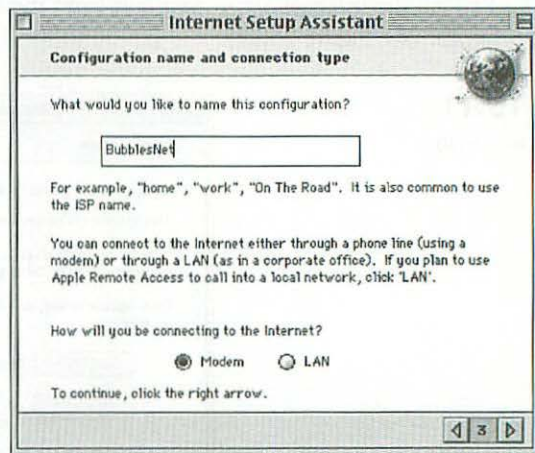 Internet Setup Assistant
Configuration name and connection type
What would you like to name this configuration?
BubblesNet
For example, "home", "work", "On The Road". It is also common to use
the ISP name.
You can connect to the Internet either through a phone line (using a
modem) or through a LAN (as in a corporate office). If you plan to use
Apple Remote Access to call into a local network, click 'LAN'.
How will you be connecting to the Internet?
Modem LAN
To continue, click the right arrow.
3